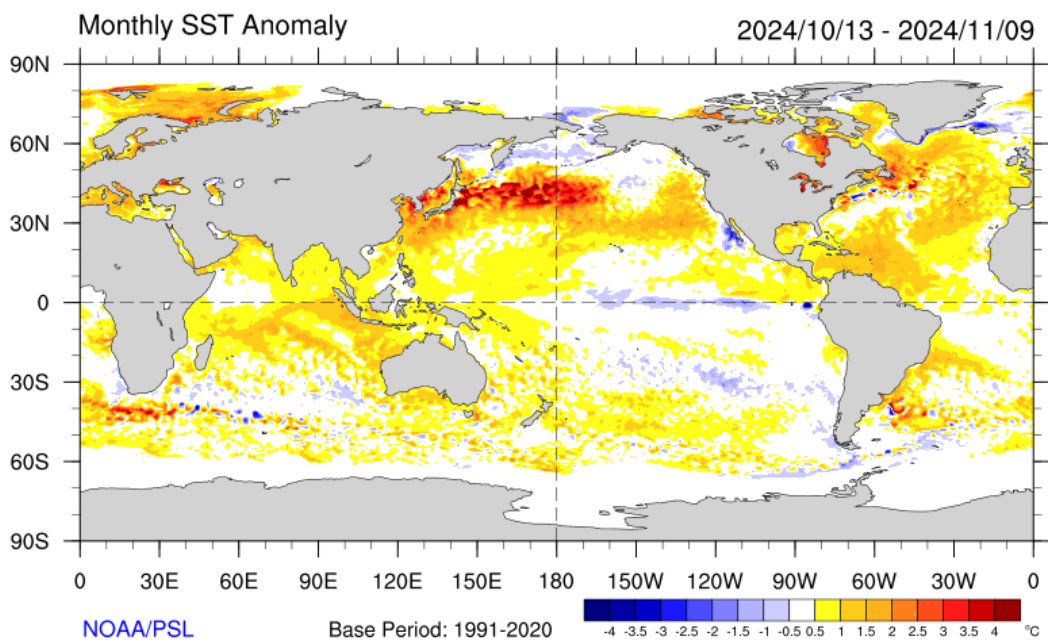 Monthly SST Anomaly
2024/10/13 - 2024/11/09
90N
60N
30N
0
30S
60S
90S
0 30E 60E 90E 120E 150E 180 150W 120W 90W 60W 30W 0
NOAA/PSL
Base Period: 1991-2020
-4 -3.5 -3 -2.5 -2 -1.5 -1 -0.5 0.5 1 1.5 2 2.5 3 3.5 4 °C